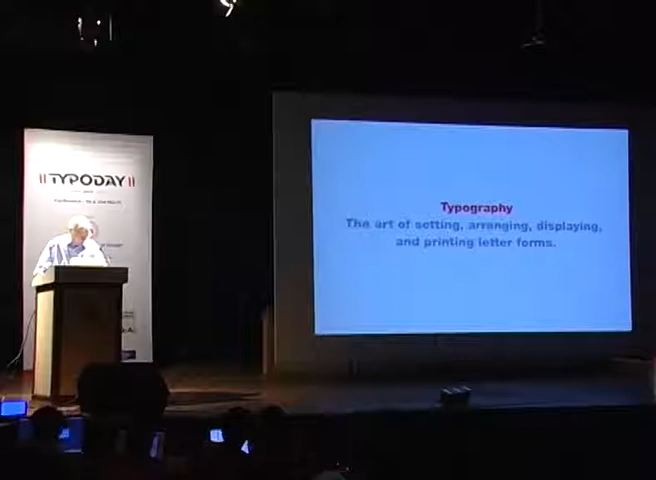 TYPODAY
Typography
The art of setting, arranging, displaying,
and printing letter forms.